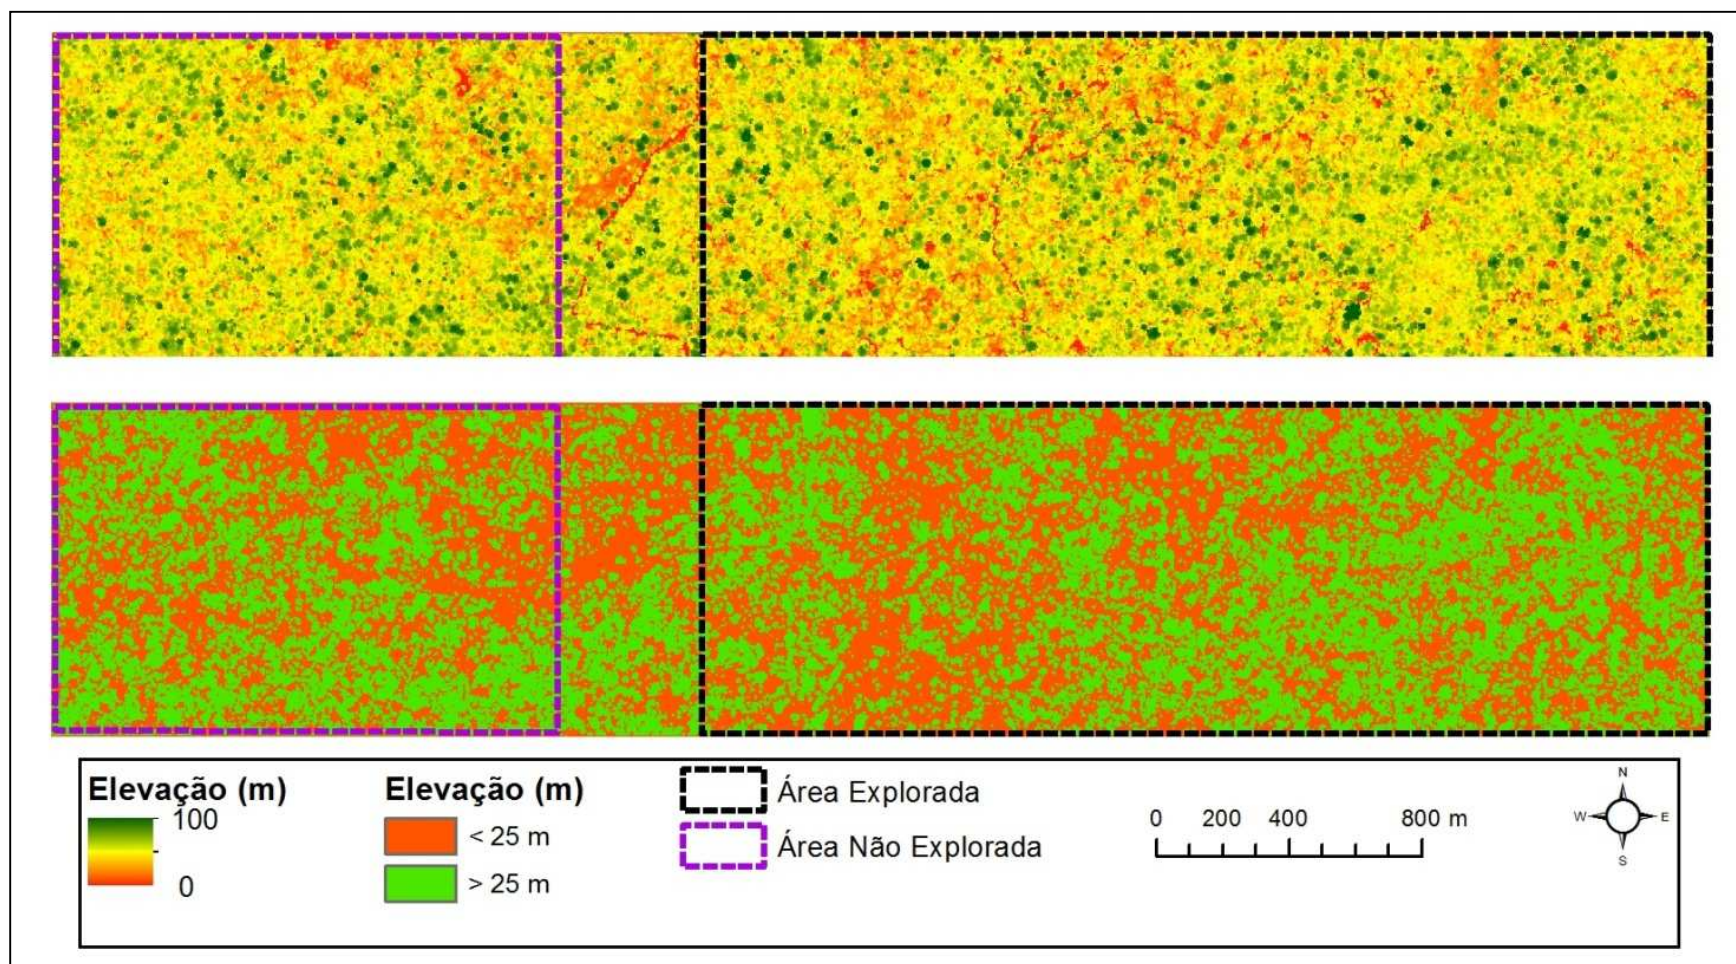 Elevação (m)
100
0
Elevação (m)
< 25 m
> 25 m
Área Explorada
Área Não Explorada
0 200 400 800 m
N
W E
S